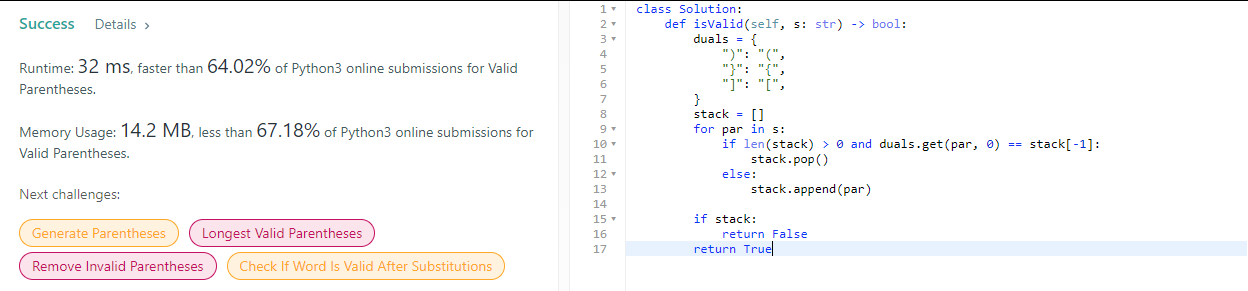 Success Details >
Runtime: 32 ms, faster than 64.02% of Python3 online submissions for Valid
Parentheses.
Memory Usage: 14.2 MB, less than 67.18% of Python3 online submissions for
Valid Parentheses.
Next challenges:
Generate Parentheses Longest Valid Parentheses
Remove Invalid Parentheses Check If Word Is Valid After Substitutions
1 class Solution:
2     def isValid(self, s: str) -> bool:
3         duals = {
4             ")": "(",
5             "}": "{",
6             "]": "[",
7         }
8         stack = []
9         for par in s:
10             if len(stack) > 0 and duals.get(par, 0) == stack[-1]:
11                 stack.pop()
12             else:
13                 stack.append(par)
14
15         if stack:
16             return False
17         return True